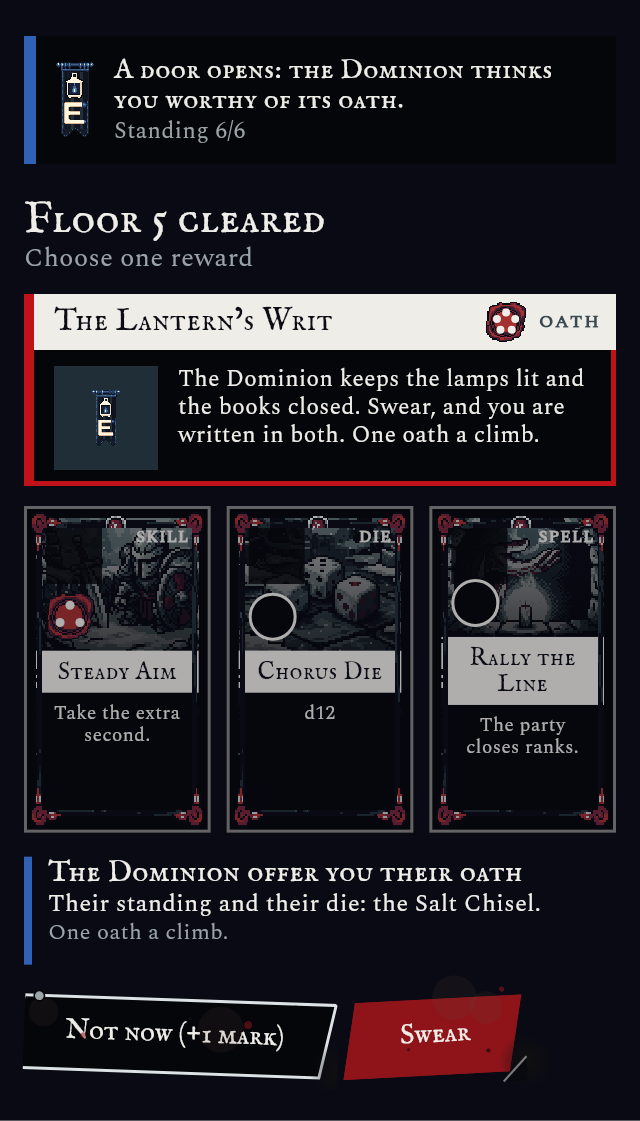 E
A door opens: the Dominion thinks
you worthy of its oath.
Standing 6/6
Floor 5 cleared
Choose one reward
The Lantern's Writ
OATH
E
The Dominion keeps the lamps lit and
the books closed. Swear, and you are
written in both. One oath a climb.
SKILL
Steady Aim
Take the extra
second.
DIE
Chorus Die
d12
SPELL
Rally the
Line
The party
closes ranks.
The Dominion offer you their oath
Their standing and their die: the Salt Chisel.
One oath a climb.
Not now (+1 mark)
Swear